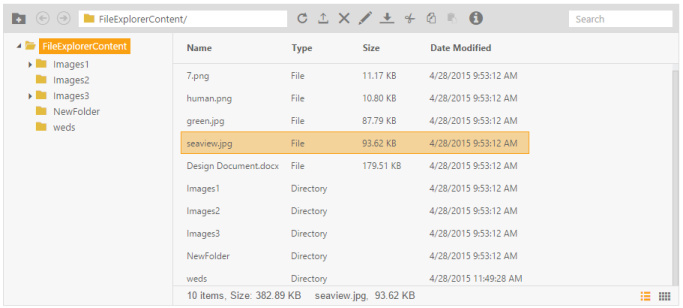 FileExplorerContent/
Search
FileExplorerContent
Images1
Images2
Images3
NewFolder
weds
Name Type Size Date Modified
7.png File 11.17 KB 4/28/2015 9:53:12 AM
human.png File 10.80 KB 4/28/2015 9:53:12 AM
green.jpg File 87.79 KB 4/28/2015 9:53:12 AM
seaview.jpg File 93.62 KB 4/28/2015 9:53:12 AM
Design Document.docx File 179.51 KB 4/28/2015 9:53:12 AM
Images1 Directory 4/28/2015 9:53:12 AM
Images2 Directory 4/28/2015 9:53:12 AM
Images3 Directory 4/28/2015 9:53:12 AM
NewFolder Directory 4/28/2015 9:53:12 AM
weds Directory 4/28/2015 11:49:28 AM
10 items, Size: 382.89 KB seaview.jpg, 93.62 KB